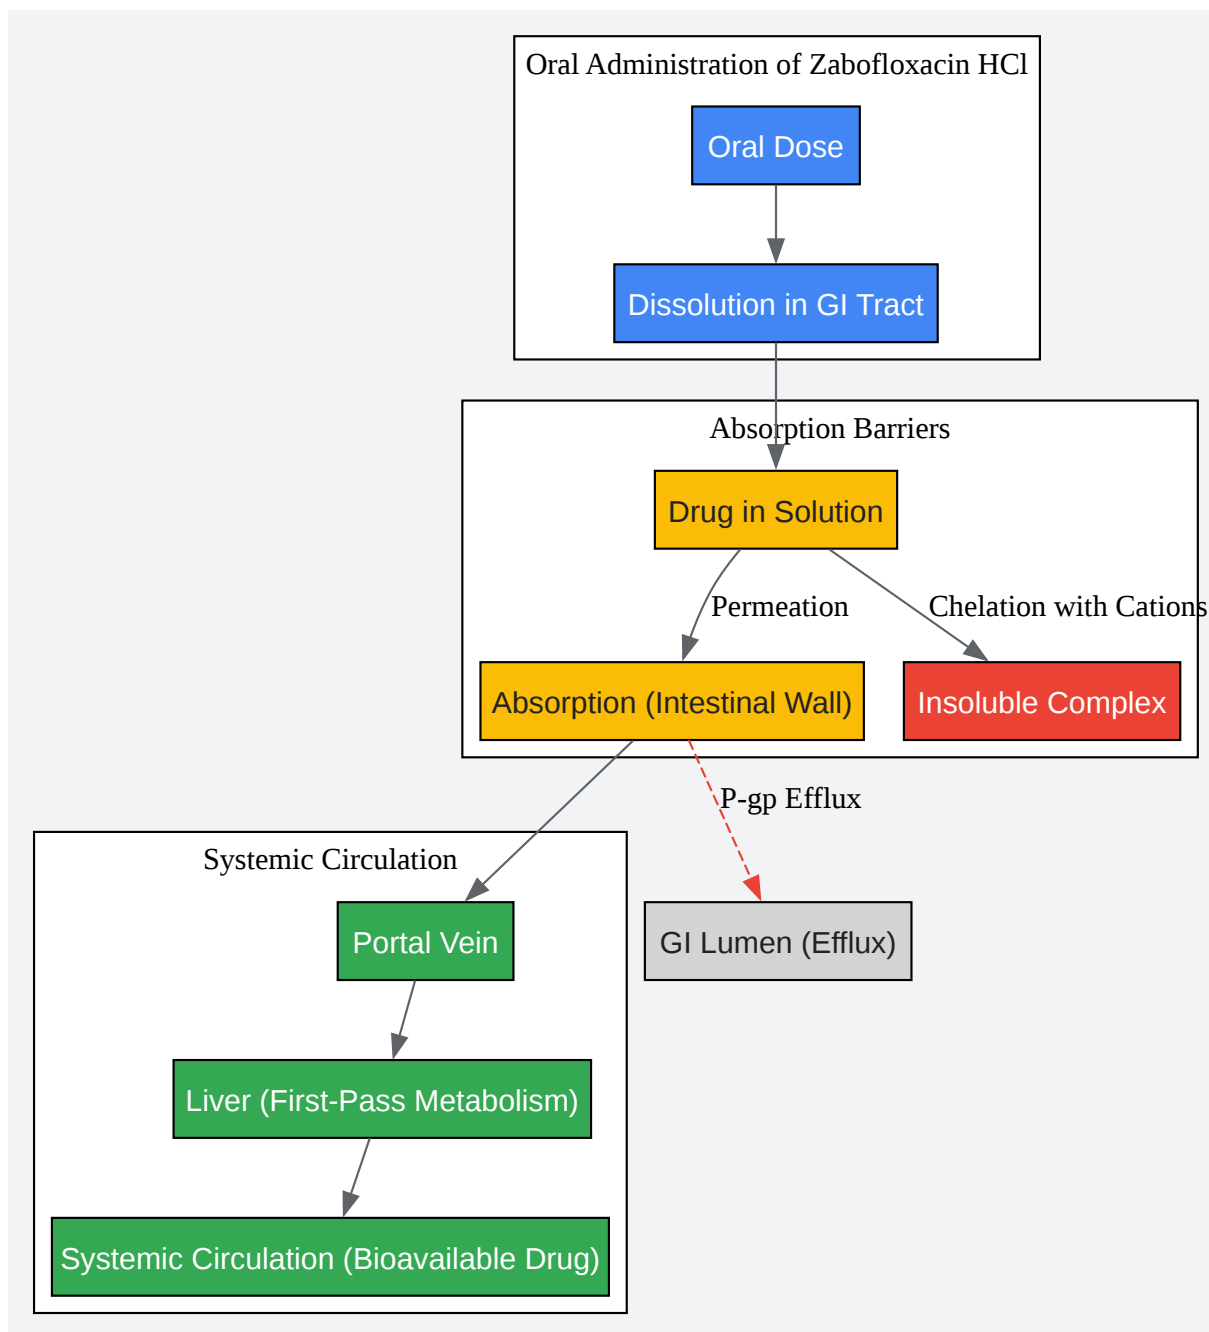 Oral Administration of Zabofloxacin HCl
Oral Dose
Dissolution in GI Tract
Absorption Barriers
Drug in Solution
Permeation
Chelation with Cations
Absorption (Intestinal Wall)
Insoluble Complex
P-gp Efflux
Systemic Circulation
Portal Vein
GI Lumen (Efflux)
Liver (First-Pass Metabolism)
Systemic Circulation (Bioavailable Drug)